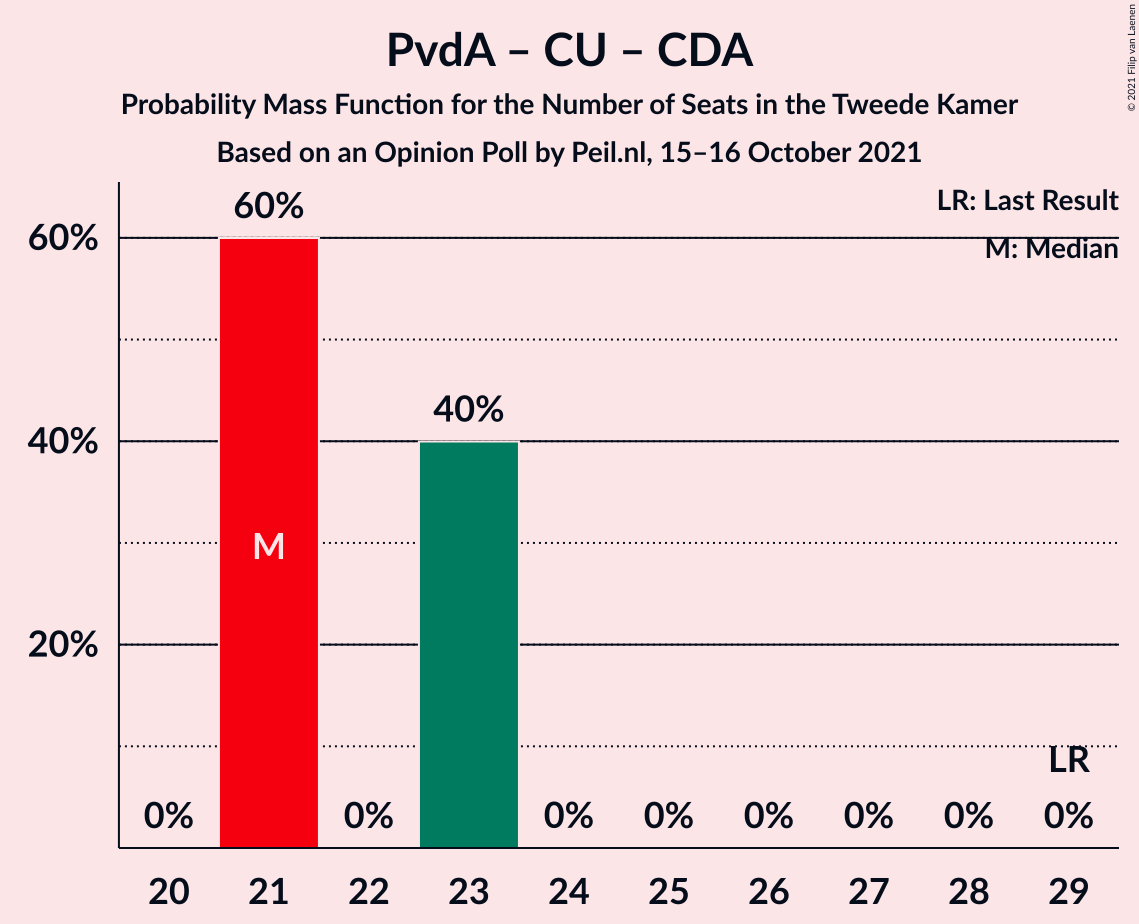 PvdA – CU – CDA
Probability Mass Function for the Number of Seats in the Tweede Kamer
Based on an Opinion Poll by Peil.nl, 15–16 October 2021
© 2021 Filip van Laenen
LR: Last Result
M: Median
60%
40%
20%
60%
40%
M
LR
0%
0%
0%
0%
0%
0%
0%
0%
20
21
22
23
24
25
26
27
28
29